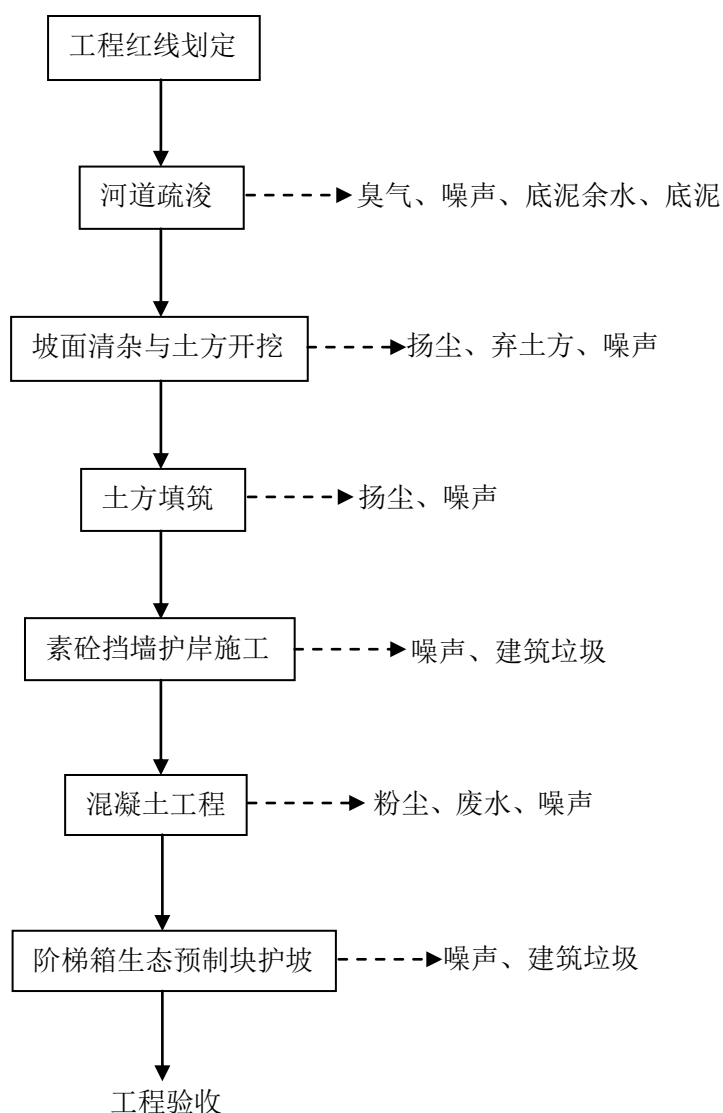 工程红线划定
河道疏浚
臭气、噪声、底泥余水、底泥
坡面清杂与土方开挖
扬尘、弃土方、噪声
土方填筑
扬尘、噪声
素砼挡墙护岸施工
噪声、建筑垃圾
混凝土工程
粉尘、废水、噪声
阶梯箱生态预制块护坡
噪声、建筑垃圾
工程验收